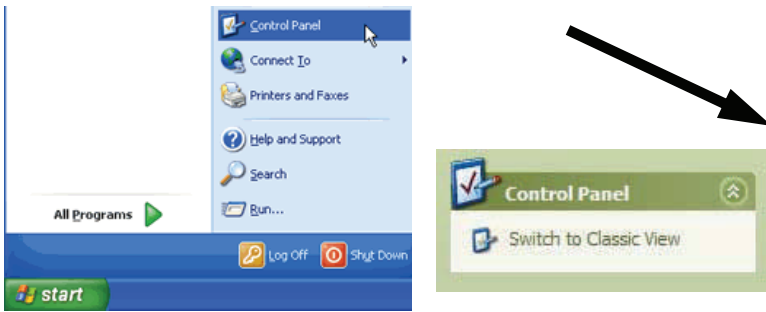 Control Panel
Connect To
Printers and Faxes
Help and Support
Search
Run...
All Programs
Log Off
Shut Down
start
Control Panel
Switch to Classic View